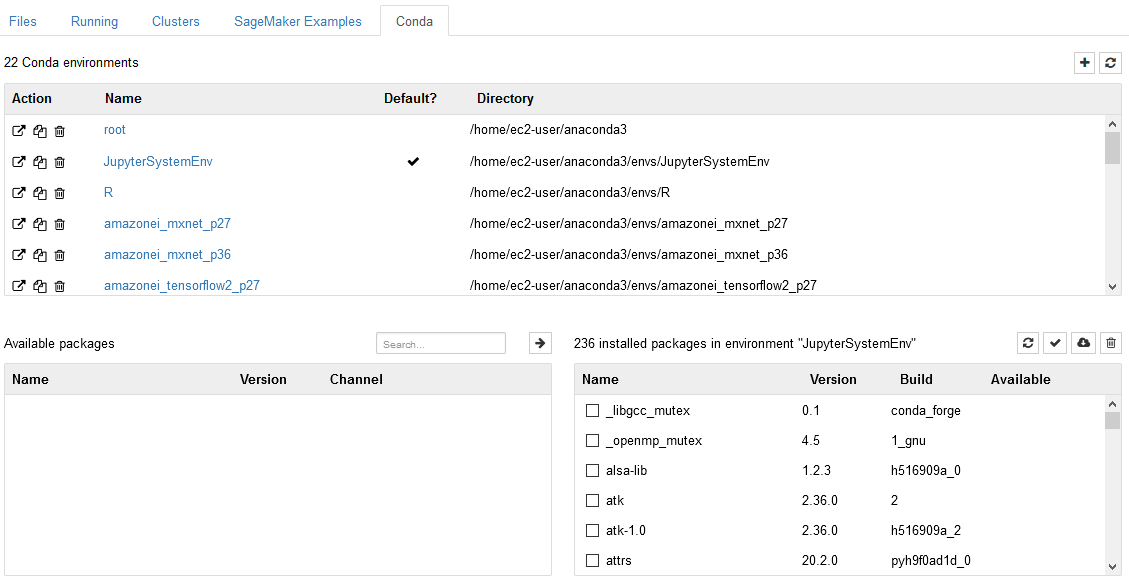 Files Running Clusters SageMaker Examples Conda
22 Conda environments
Action Name Default? Directory
root /home/ec2-user/anaconda3
JupyterSystemEnv /home/ec2-user/anaconda3/envs/JupyterSystemEnv
R /home/ec2-user/anaconda3/envs/R
amazonei_mxnet_p27 /home/ec2-user/anaconda3/envs/amazonei_mxnet_p27
amazonei_mxnet_p36 /home/ec2-user/anaconda3/envs/amazonei_mxnet_p36
amazonei_tensorflow2_p27 /home/ec2-user/anaconda3/envs/amazonei_tensorflow2_p27
Available packages Search...
Name Version Channel
236 installed packages in environment "JupyterSystemEnv"
Name Version Build Available
_libgcc_mutex 0.1 conda_forge
_openmp_mutex 4.5 1_gnu
alsa-lib 1.2.3 h516909a_0
atk 2.36.0 2
atk-1.0 2.36.0 h516909a_2
attrs 20.2.0 pyh9f0ad1d_0